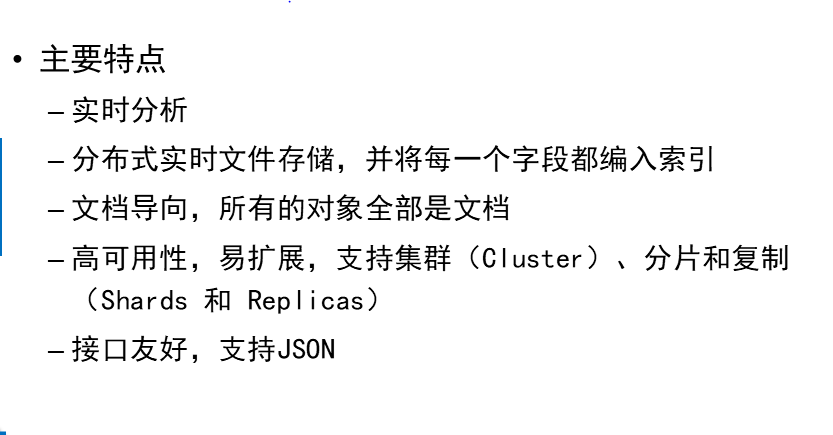 • 主要特点
– 实时分析
– 分布式实时文件存储，并将每一个字段都编入索引
– 文档导向，所有的对象全部是文档
– 高可用性，易扩展，支持集群（Cluster）、分片和复制
（Shards 和 Replicas）
– 接口友好，支持JSON